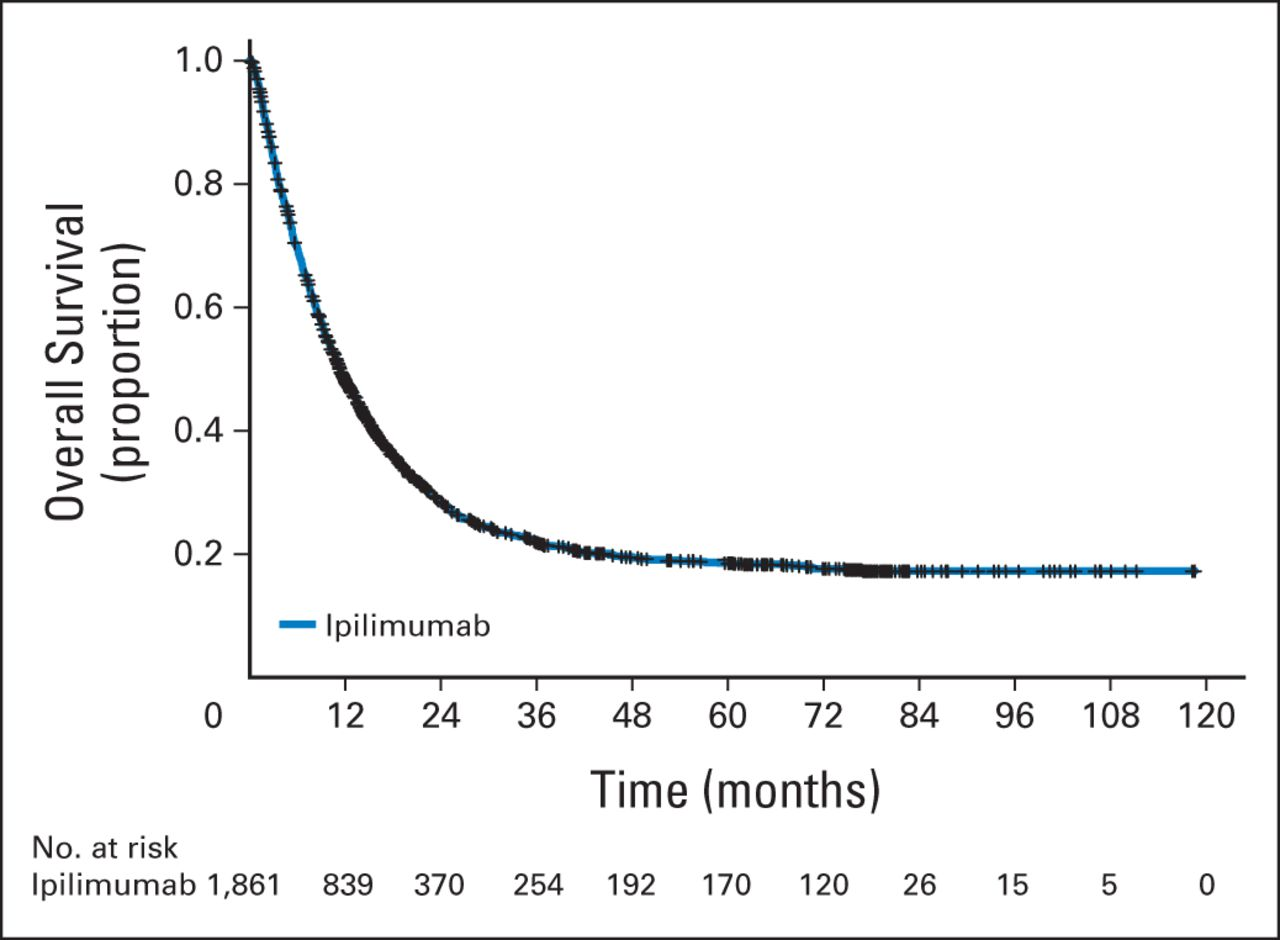 Overall Survival
(proportion)
1.0
0.8
0.6
0.4
0.2
Ipilimumab
0 12 24 36 48 60 72 84 96 108 120
Time (months)
No. at risk
Ipilimumab 1,861 839 370 254 192 170 120 26 15 5 0